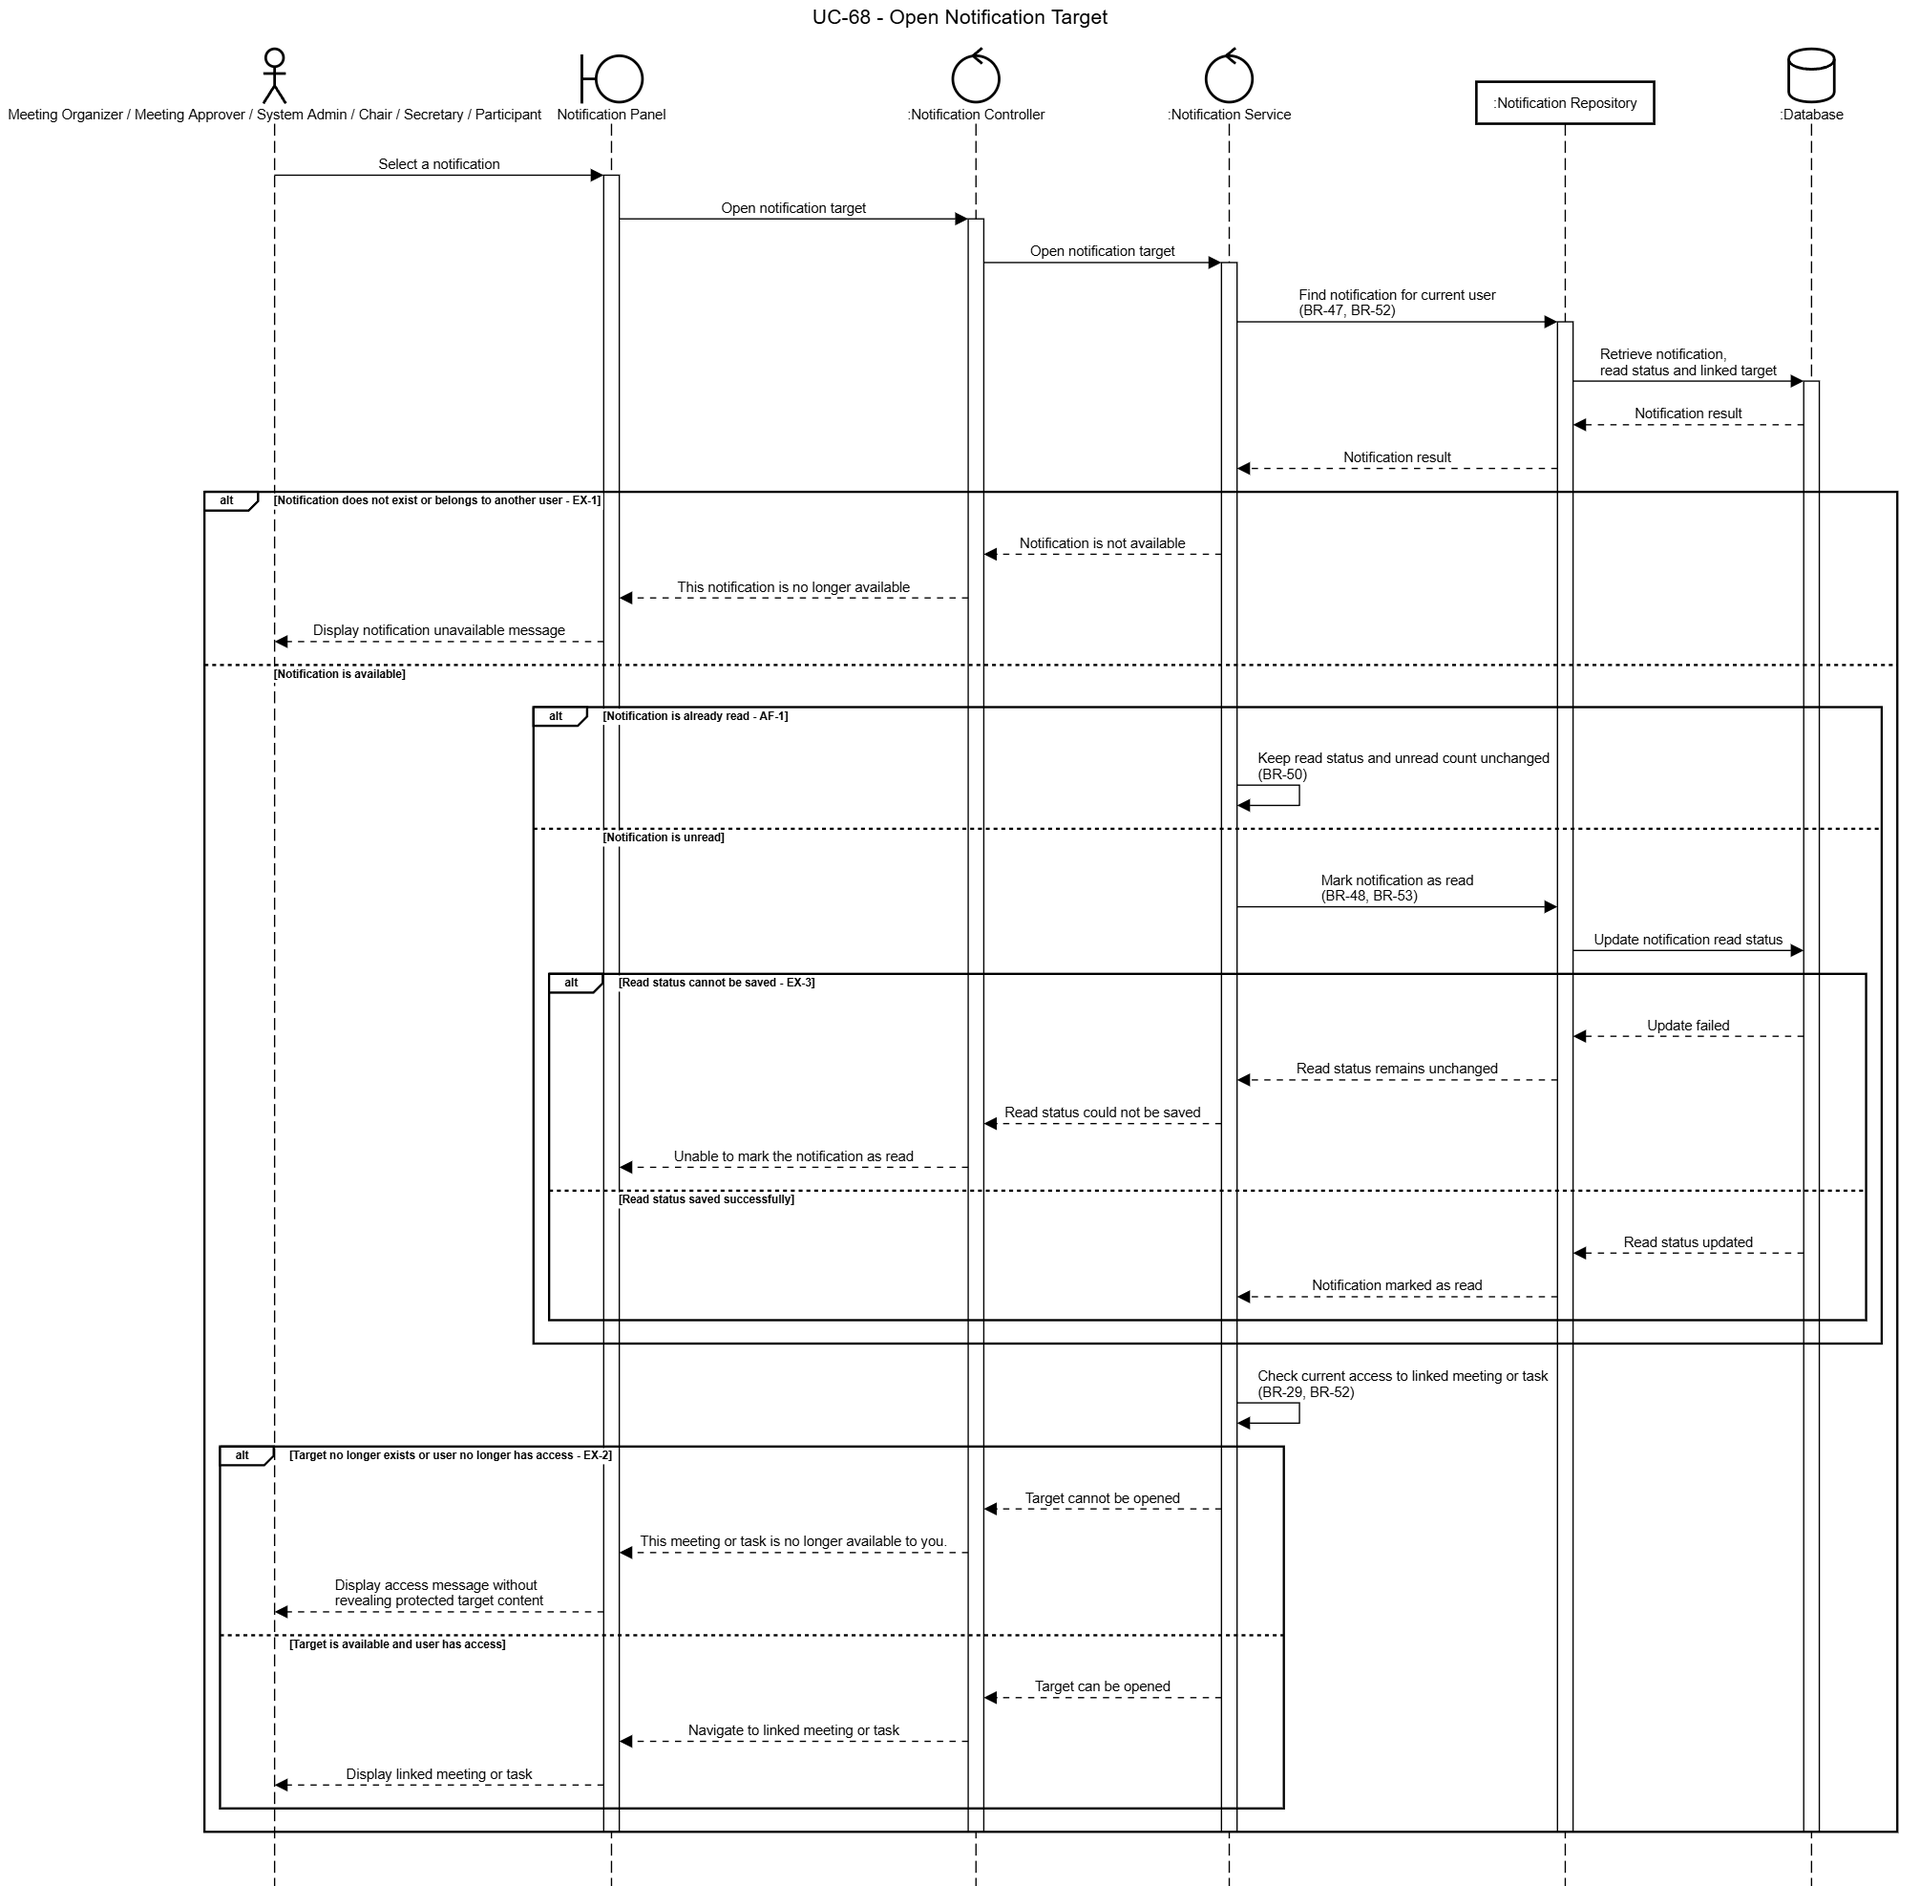 UC-68 - Open Notification Target
Meeting Organizer / Meeting Approver / System Admin / Chair / Secretary / Participant
Notification Panel
:Notification Controller
:Notification Service
:Notification Repository
:Database
Select a notification
Open notification target
Open notification target
Find notification for current user
(BR-47, BR-52)
Retrieve notification,
read status and linked target
Notification result
Notification result
alt
[Notification does not exist or belongs to another user - EX-1]
Notification is not available
This notification is no longer available
Display notification unavailable message
[Notification is available]
alt
[Notification is already read - AF-1]
Keep read status and unread count unchanged
(BR-50)
[Notification is unread]
Mark notification as read
(BR-48, BR-53)
Update notification read status
alt
[Read status cannot be saved - EX-3]
Update failed
Read status remains unchanged
Read status could not be saved
Unable to mark the notification as read
[Read status saved successfully]
Read status updated
Notification marked as read
Check current access to linked meeting or task
(BR-29, BR-52)
alt
[Target no longer exists or user no longer has access - EX-2]
Target cannot be opened
This meeting or task is no longer available to you.
Display access message without
revealing protected target content
[Target is available and user has access]
Target can be opened
Navigate to linked meeting or task
Display linked meeting or task